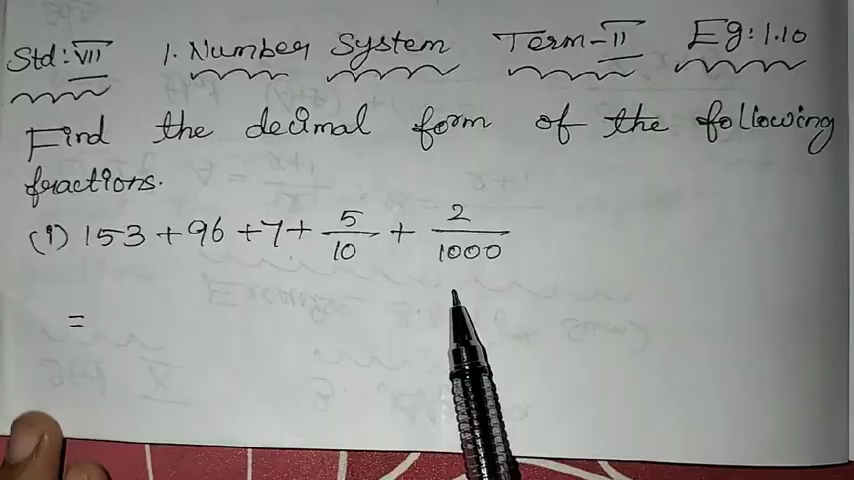 Std: VII 1. Number System Term-II Eg: 1.10
Find the decimal form of the following
fractions.
(i) 153 + 96 + 7 + 5/10 + 2/1000
=